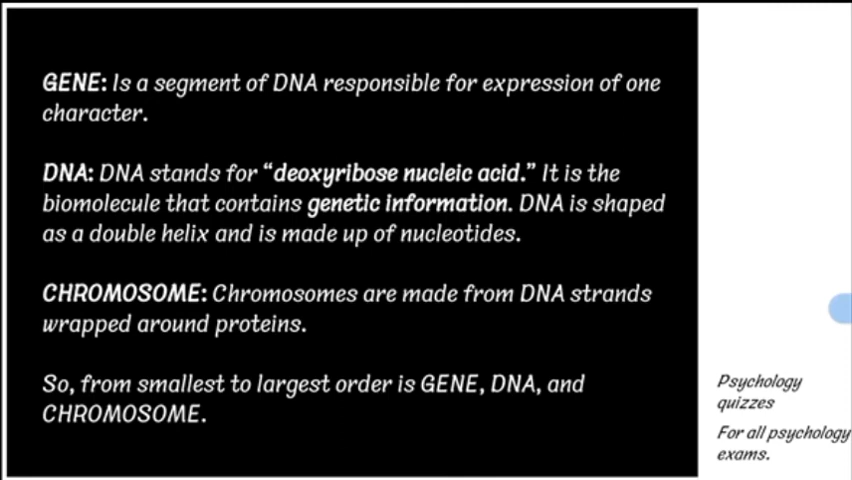 GENE: Is a segment of DNA responsible for expression of one
character.
DNA: DNA stands for “deoxyribose nucleic acid.” It is the
biomolecule that contains genetic information. DNA is shaped
as a double helix and is made up of nucleotides.
CHROMOSOME: Chromosomes are made from DNA strands
wrapped around proteins.
So, from smallest to largest order is GENE, DNA, and
CHROMOSOME.
Psychology
quizzes
For all psychology
exams.